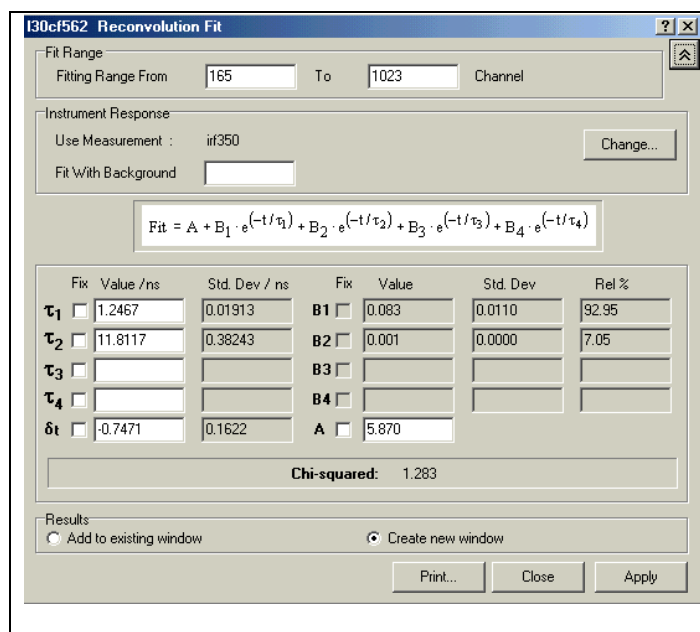 I30cf562 Reconvolution Fit
Fit Range
Fitting Range From 165 To 1023 Channel
Instrument Response
Use Measurement : irf350 Change...
Fit With Background
Fit = A + B₁ · e^(-t/τ₁) + B₂ · e^(-t/τ₂) + B₃ · e^(-t/τ₃) + B₄ · e^(-t/τ₄)
Fix Value /ns Std. Dev / ns Fix Value Std. Dev Rel %
τ₁ 1.2467 0.01913 B1 0.083 0.0110 92.95
τ₂ 11.8117 0.38243 B2 0.001 0.0000 7.05
τ₃ B3
τ₄ B4
δt -0.7471 0.1622 A 5.870
Chi-squared: 1.283
Results
Add to existing window Create new window
Print... Close Apply